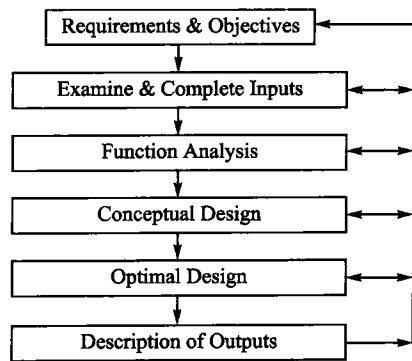 Requirements & Objectives
Examine & Complete Inputs
Function Analysis
Conceptual Design
Optimal Design
Description of Outputs